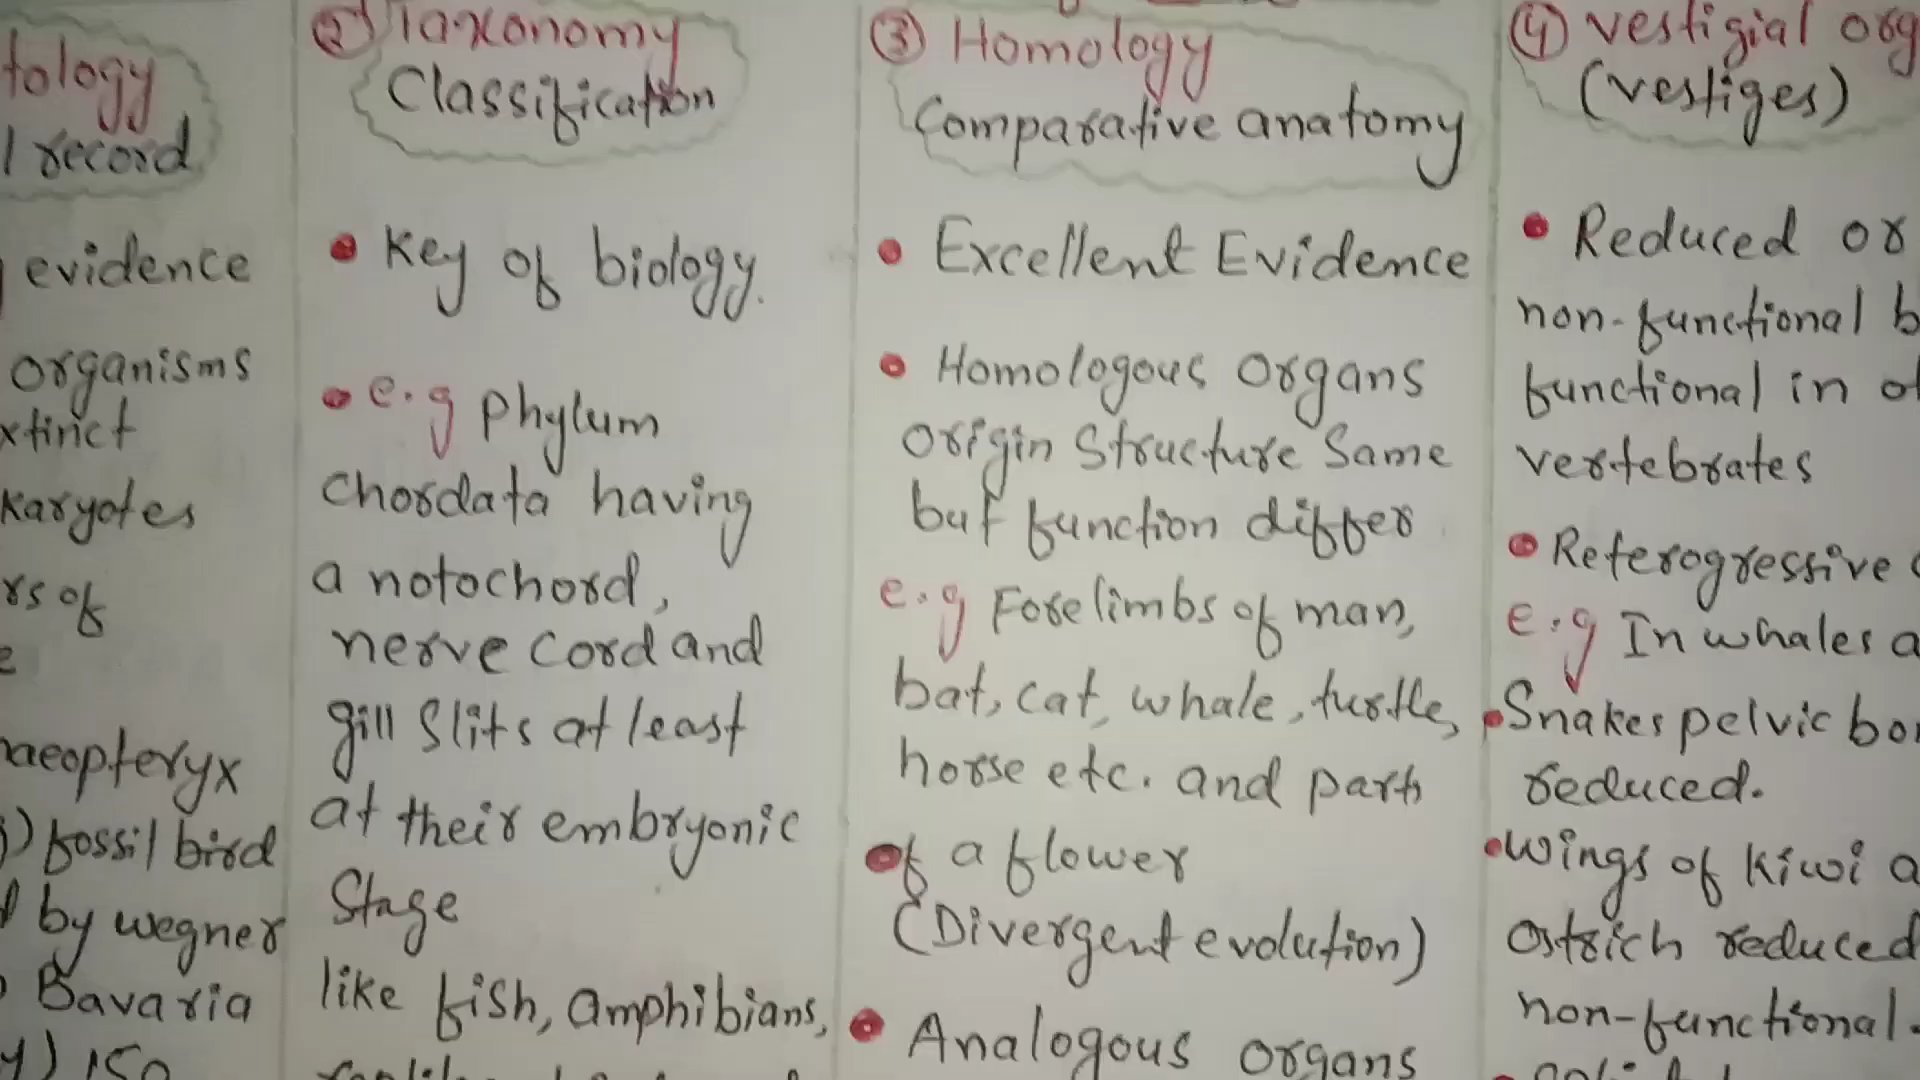 tology
l record
evidence
organisms
xtinct
karyotes
rs of
e
aeopteryx
) fossil bird
by wegner
Bavaria
y) 150
② Taxonomy
Classification
• Key of biology.
• e.g phylum
chordata having
a notochord,
nerve cord and
gill slits at least
at their embryonic
Stage
like fish, amphibians,
③ Homology
Comparative anatomy
• Excellent Evidence
• Homologous Organs
Origin Structure Same
but function differ
e.g Forelimbs of man,
bat, cat, whale, turtle,
horse etc. and parts
of a flower
(Divergent evolution)
• Analogous organs
④ vestigial org
(vestiges)
• Reduced or
non-functional b
functional in ot
vertebrates
• Reterogressive
e.g In whales a
• Snakes pelvic bon
reduced.
• wings of kiwi a
Ostrich reduced
non-functional.